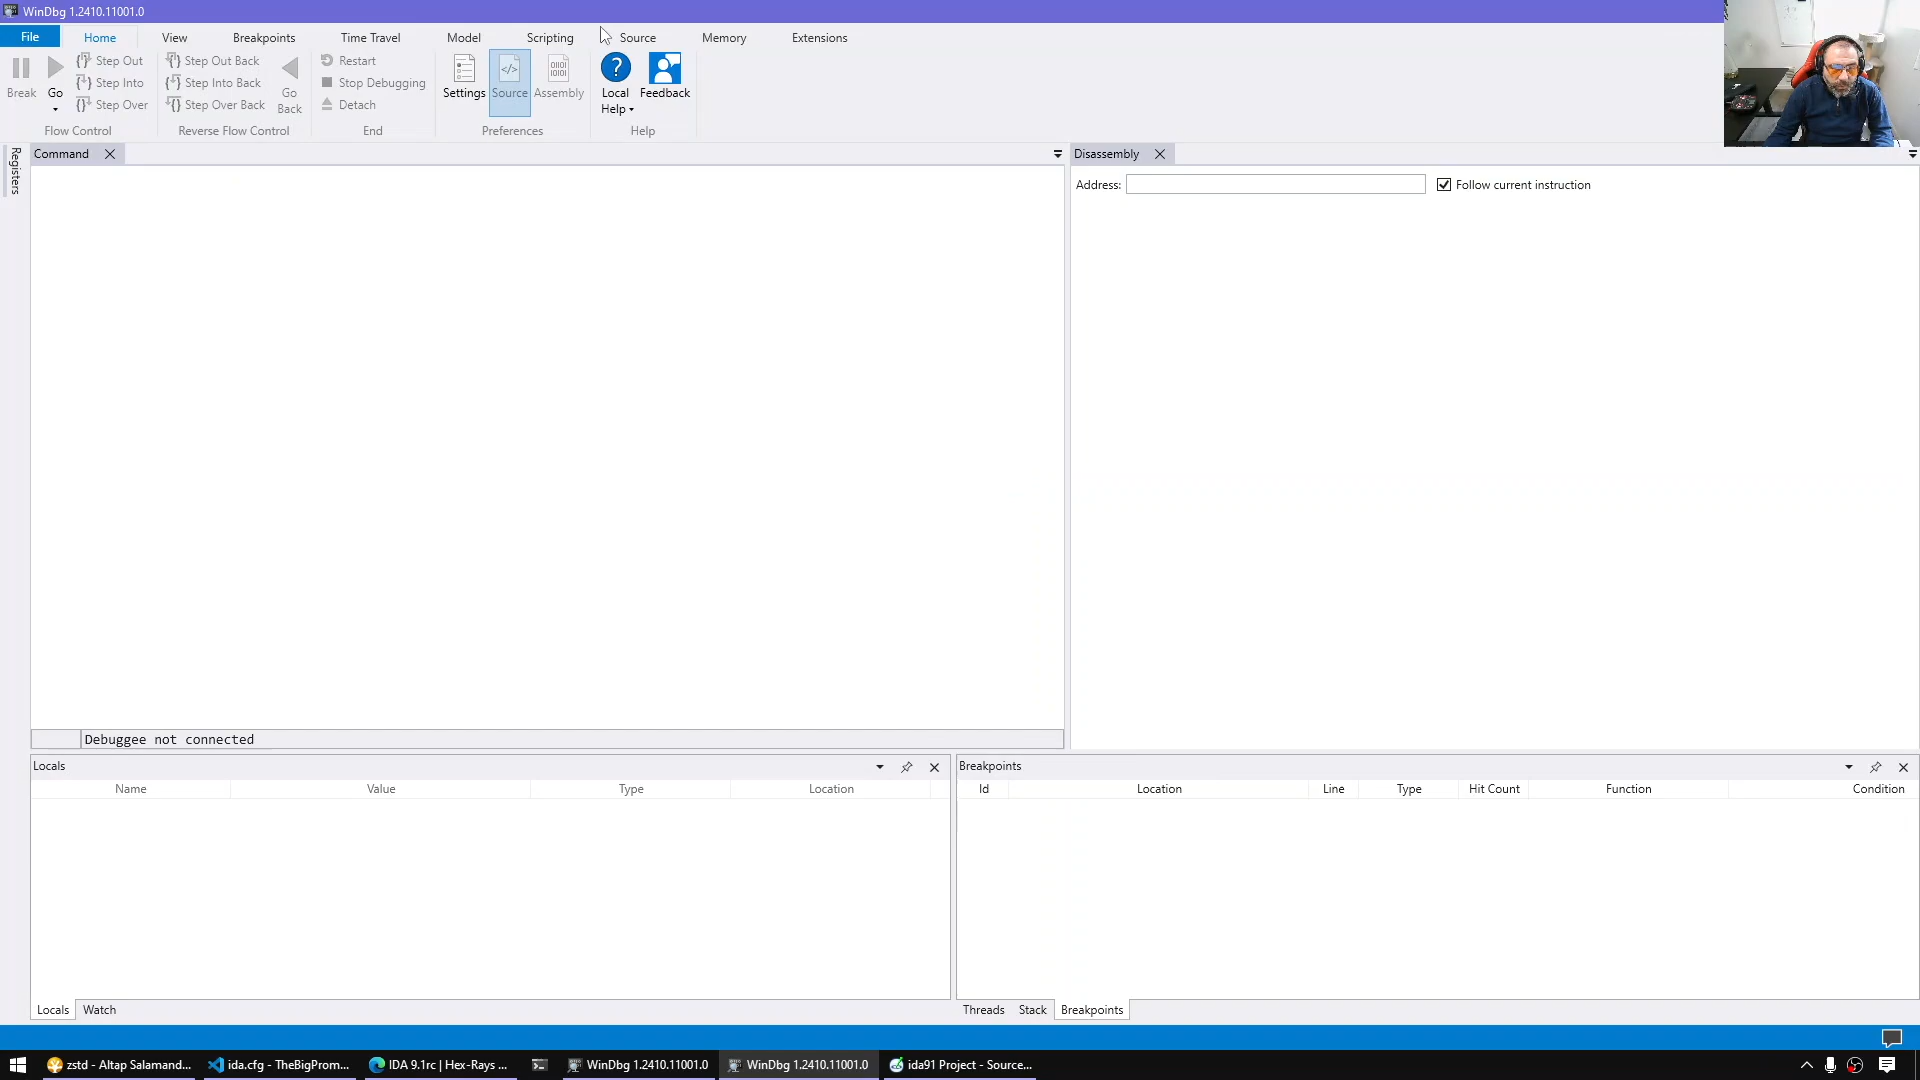 WinDbg 1.2410.11001.0
File Home View Breakpoints Time Travel Model Scripting Source Memory Extensions
Break
Go
Step Out
Step Into
Step Over
Flow Control
Step Out Back
Step Into Back
Step Over Back
Go
Back
Reverse Flow Control
Restart
Stop Debugging
Detach
End
Settings
Source
Assembly
Preferences
Local
Help
Feedback
Help
Registers
Command
Debuggee not connected
Disassembly
Address:
Follow current instruction
Locals
Name Value Type Location
Locals Watch
Breakpoints
Id Location Line Type Hit Count Function Condition
Threads Stack Breakpoints
zstd - Altap Salamand... ida.cfg - TheBigProm... IDA 9.1rc | Hex-Rays ... WinDbg 1.2410.11001.0 WinDbg 1.2410.11001.0 ida91 Project - Source...